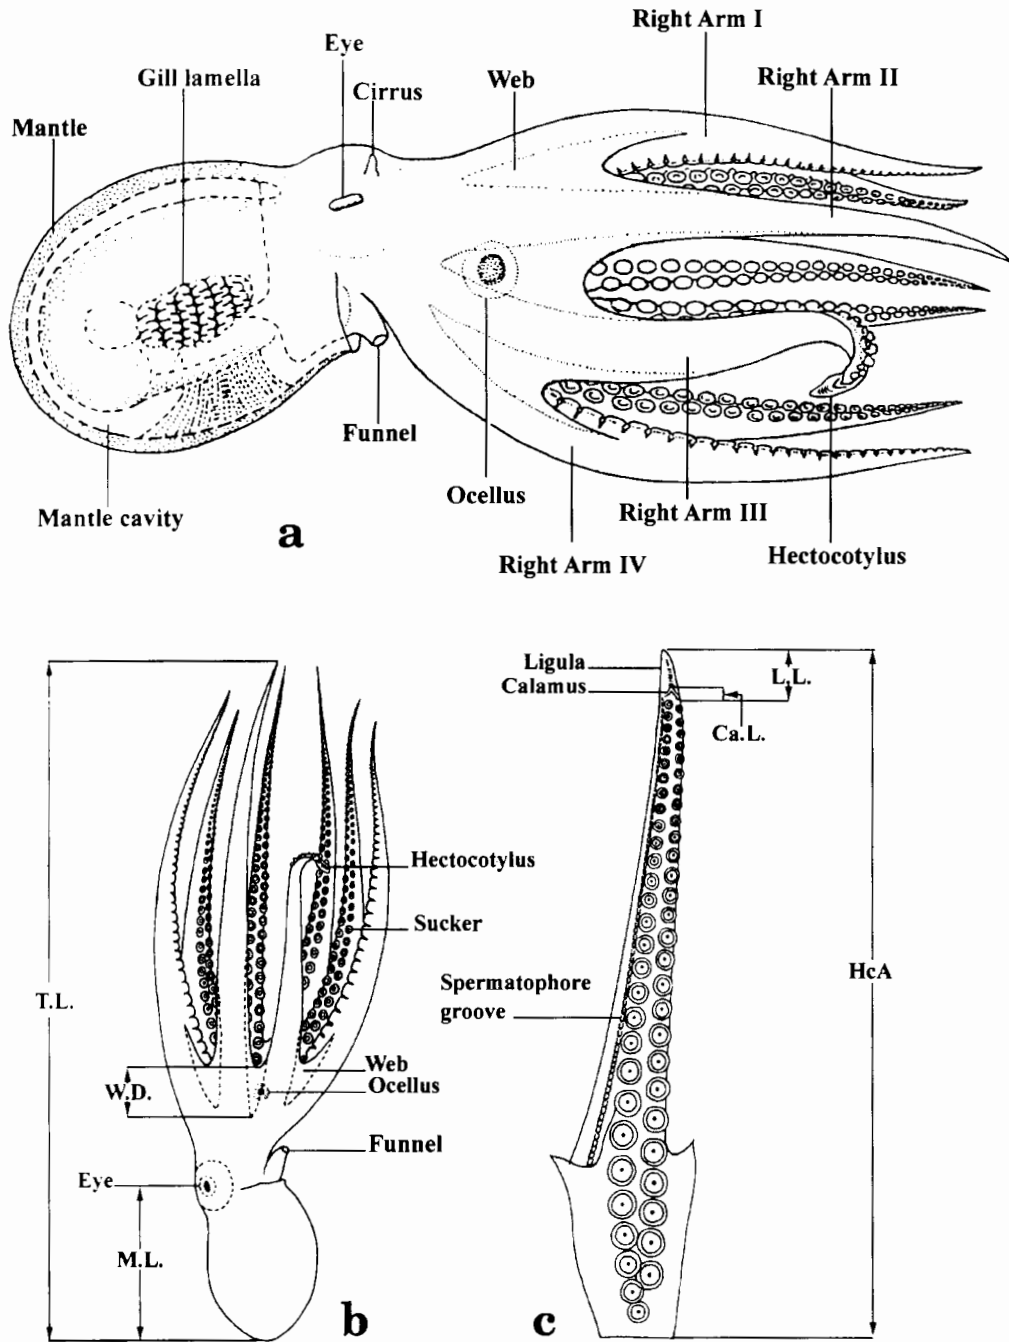 Right Arm I
Eye
Gill lamella
Web
Right Arm II
Cirrus
Mantle
Funnel
Ocellus
Mantle cavity
Right Arm III
a
Hectocotylus
Right Arm IV
Ligula
L.L.
Calamus
Ca.L.
Hectocotylus
Sucker
HcA
Spermatophore
groove
T.L.
Web
Ocellus
W.D.
Funnel
Eye
M.L.
b
c